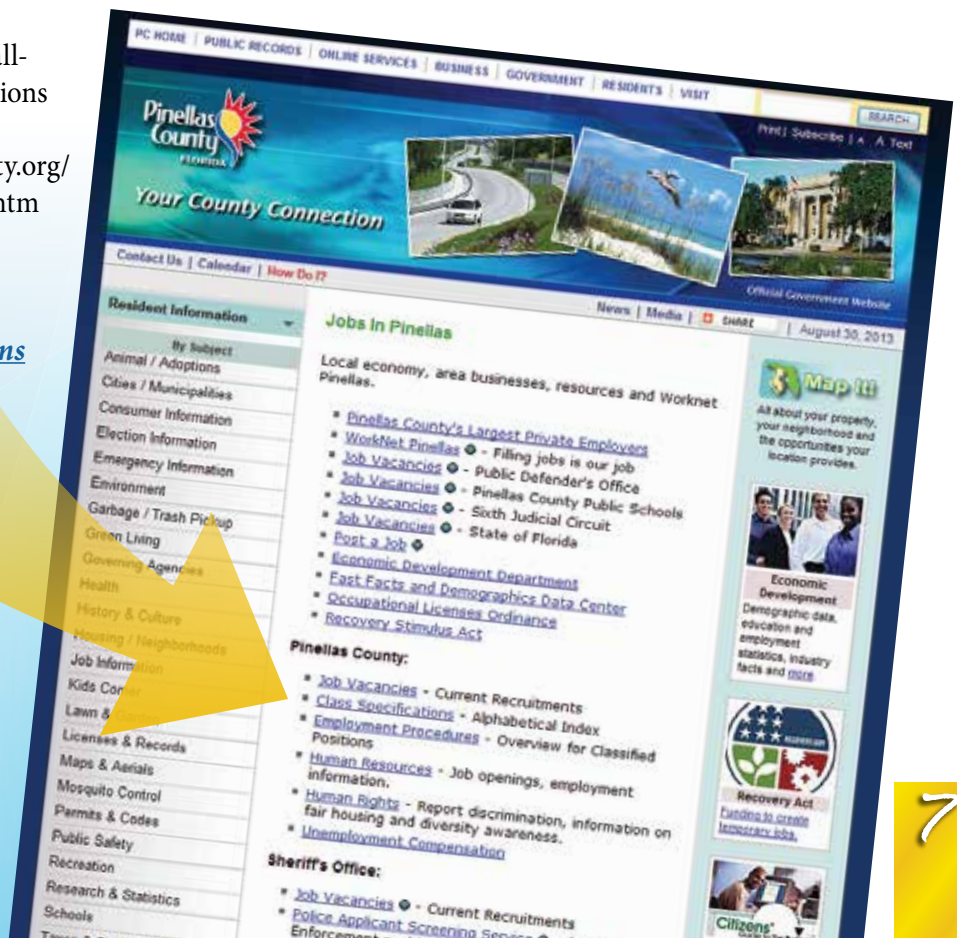 all-
ions
ty.org/
htm
ns
PC HOME | PUBLIC RECORDS | ONLINE SERVICES | BUSINESS | GOVERNMENT | RESIDENTS | VISIT
SEARCH
Print | Subscribe | A A Text
Pinellas
County
FLORIDA
Your County Connection
Official Government Website
Contact Us | Calendar | How Do I?
News | Media | SHARE | August 30, 2013
Resident Information
By Subject
Animal / Adoptions
Cities / Municipalities
Consumer Information
Election Information
Emergency Information
Environment
Garbage / Trash Pickup
Green Living
Governing Agencies
Health
History & Culture
Housing / Neighborhoods
Job Information
Kids Corner
Lawn &
Licenses & Records
Maps & Aerials
Mosquito Control
Permits & Codes
Public Safety
Recreation
Research & Statistics
Schools
Jobs In Pinellas
Local economy, area businesses, resources and Worknet
Pinellas.
Pinellas County's Largest Private Employers
WorkNet Pinellas - Filling jobs is our job
Job Vacancies - Public Defender's Office
Job Vacancies - Pinellas County Public Schools
Job Vacancies - Sixth Judicial Circuit
Job Vacancies - State of Florida
Post a Job
Economic Development Department
Fast Facts and Demographics Data Center
Occupational Licenses Ordinance
Recovery Stimulus Act
Pinellas County:
Job Vacancies - Current Recruitments
Class Specifications - Alphabetical Index
Employment Procedures - Overview for Classified
Positions
Human Resources - Job openings, employment
information.
Human Rights - Report discrimination, information on
fair housing and diversity awareness.
Unemployment Compensation
Sheriff's Office:
Job Vacancies - Current Recruitments
Police Applicant Screening Service
Enforcement
Map It!
All about your property,
your neighborhood and
the opportunities your
location provides.
Economic
Development
Demographic data,
education and
employment
statistics, industry
facts and more
Recovery Act
Funding to create
temporary jobs.
Citizens'
7